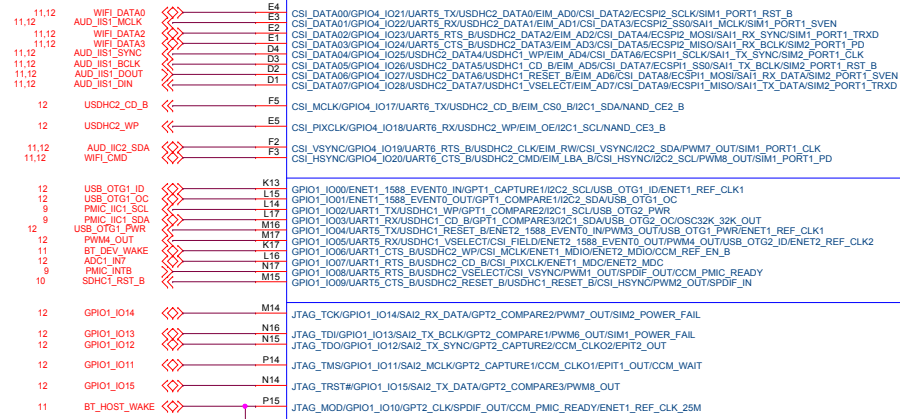 11,12 WIFI_DATA0 E4 CSI_DATA00/GPIO4_IO21/UART5_TX/USDHC2_DATA0/EIM_AD0/CSI_DATA2/ECSPI2_SCLK/SIM1_PORT1_RST_B
11,12 AUD_IIS1_MCLK E3 CSI_DATA01/GPIO4_IO22/UART5_RX/USDHC2_DATA1/EIM_AD1/CSI_DATA3/ECSPI2_SS0/SAI1_MCLK/SIM1_PORT1_SVEN
11,12 WIFI_DATA2 E2 CSI_DATA02/GPIO4_IO23/UART5_RTS_B/USDHC2_DATA2/EIM_AD2/CSI_DATA4/ECSPI2_MOSI/SAI1_RX_SYNC/SIM1_PORT1_TRXD
11,12 WIFI_DATA3 E1 CSI_DATA03/GPIO4_IO24/UART5_CTS_B/USDHC2_DATA3/EIM_AD3/CSI_DATA5/ECSPI2_MISO/SAI1_RX_BCLK/SIM2_PORT1_PD
11,12 AUD_IIS1_SYNC D4 CSI_DATA04/GPIO4_IO25/USDHC2_DATA4/USDHC1_WP/EIM_AD4/CSI_DATA6/ECSPI1_SCLK/SAI1_TX_SYNC/SIM2_PORT1_CLK
11,12 AUD_IIS1_BCLK D3 CSI_DATA05/GPIO4_IO26/USDHC2_DATA5/USDHC1_CD_B/EIM_AD5/CSI_DATA7/ECSPI1_SS0/SAI1_TX_BCLK/SIM2_PORT1_RST_B
11,12 AUD_IIS1_DOUT D2 CSI_DATA06/GPIO4_IO27/USDHC2_DATA6/USDHC1_RESET_B/EIM_AD6/CSI_DATA8/ECSPI1_MOSI/SAI1_RX_DATA/SIM2_PORT1_SVEN
11,12 AUD_IIS1_DIN D1 CSI_DATA07/GPIO4_IO28/USDHC2_DATA7/USDHC1_VSELECT/EIM_AD7/CSI_DATA9/ECSPI1_MISO/SAI1_TX_DATA/SIM2_PORT1_TRXD
12 USDHC2_CD_B F5 CSI_MCLK/GPIO4_IO17/UART6_TX/USDHC2_CD_B/EIM_CS0_B/I2C1_SDA/NAND_CE2_B
12 USDHC2_WP E5 CSI_PIXCLK/GPIO4_IO18/UART6_RX/USDHC2_WP/EIM_OE/I2C1_SCL/NAND_CE3_B
11,12 AUD_IIC2_SDA F2 CSI_VSYNC/GPIO4_IO19/UART6_RTS_B/USDHC2_CLK/EIM_RW/CSI_VSYNC/I2C2_SDA/PWM7_OUT/SIM1_PORT1_CLK
11,12 WIFI_CMD F3 CSI_HSYNC/GPIO4_IO20/UART6_CTS_B/USDHC2_CMD/EIM_LBA_B/CSI_HSYNC/I2C2_SCL/PWM8_OUT/SIM1_PORT1_PD
12 USB_OTG1_ID K13 GPIO1_IO00/ENET1_1588_EVENT0_IN/GPT1_CAPTURE1/I2C2_SCL/USB_OTG1_ID/ENET1_REF_CLK1
12 USB_OTG1_OC L15 GPIO1_IO01/ENET1_1588_EVENT0_OUT/GPT1_COMPARE1/I2C2_SDA/USB_OTG1_OC
9 PMIC_IIC1_SCL L14 GPIO1_IO02/UART1_TX/USDHC1_WP/GPT1_COMPARE2/I2C1_SCL/USB_OTG2_PWR
9 PMIC_IIC1_SDA L17 GPIO1_IO03/UART1_RX/USDHC1_CD_B/GPT1_COMPARE3/I2C1_SDA/USB_OTG2_OC/OSC32K_32K_OUT
12 USB_OTG1_PWR M16 GPIO1_IO04/UART5_TX/USDHC1_RESET_B/ENET2_1588_EVENT0_IN/PWM3_OUT/USB_OTG1_PWR/ENET1_REF_CLK1
12 PWM4_OUT M17 GPIO1_IO05/UART5_RX/USDHC1_VSELECT/CSI_FIELD/ENET2_1588_EVENT0_OUT/PWM4_OUT/USB_OTG2_ID/ENET2_REF_CLK2
11 BT_DEV_WAKE K17 GPIO1_IO06/UART1_CTS_B/USDHC2_WP/CSI_MCLK/ENET1_MDIO/ENET2_MDIO/CCM_REF_EN_B
12 ADC1_IN7 L16 GPIO1_IO07/UART1_RTS_B/USDHC2_CD_B/CSI_PIXCLK/ENET1_MDC/ENET2_MDC
9 PMIC_INTB N17 GPIO1_IO08/UART5_RTS_B/USDHC2_VSELECT/CSI_VSYNC/PWM1_OUT/SPDIF_OUT/CCM_PMIC_READY
10 SDHC1_RST_B M15 GPIO1_IO09/UART5_CTS_B/USDHC2_RESET_B/USDHC1_RESET_B/CSI_HSYNC/PWM2_OUT/SPDIF_IN
12 GPIO1_IO14 M14 JTAG_TCK/GPIO1_IO14/SAI2_RX_DATA/GPT2_COMPARE2/PWM7_OUT/SIM2_POWER_FAIL
12 GPIO1_IO13 N16 JTAG_TDI/GPIO1_IO13/SAI2_TX_BCLK/GPT2_COMPARE1/PWM6_OUT/SIM1_POWER_FAIL
12 GPIO1_IO12 N15 JTAG_TDO/GPIO1_IO12/SAI2_TX_SYNC/GPT2_CAPTURE2/CCM_CLKO2/EPIT2_OUT
12 GPIO1_IO11 P14 JTAG_TMS/GPIO1_IO11/SAI2_MCLK/GPT2_CAPTURE1/CCM_CLKO1/EPIT1_OUT/CCM_WAIT
12 GPIO1_IO15 N14 JTAG_TRST#/GPIO1_IO15/SAI2_TX_DATA/GPT2_COMPARE3/PWM8_OUT
11 BT_HOST_WAKE P15 JTAG_MOD/GPIO1_IO10/GPT2_CLK/SPDIF_OUT/CCM_PMIC_READY/ENET1_REF_CLK_25M